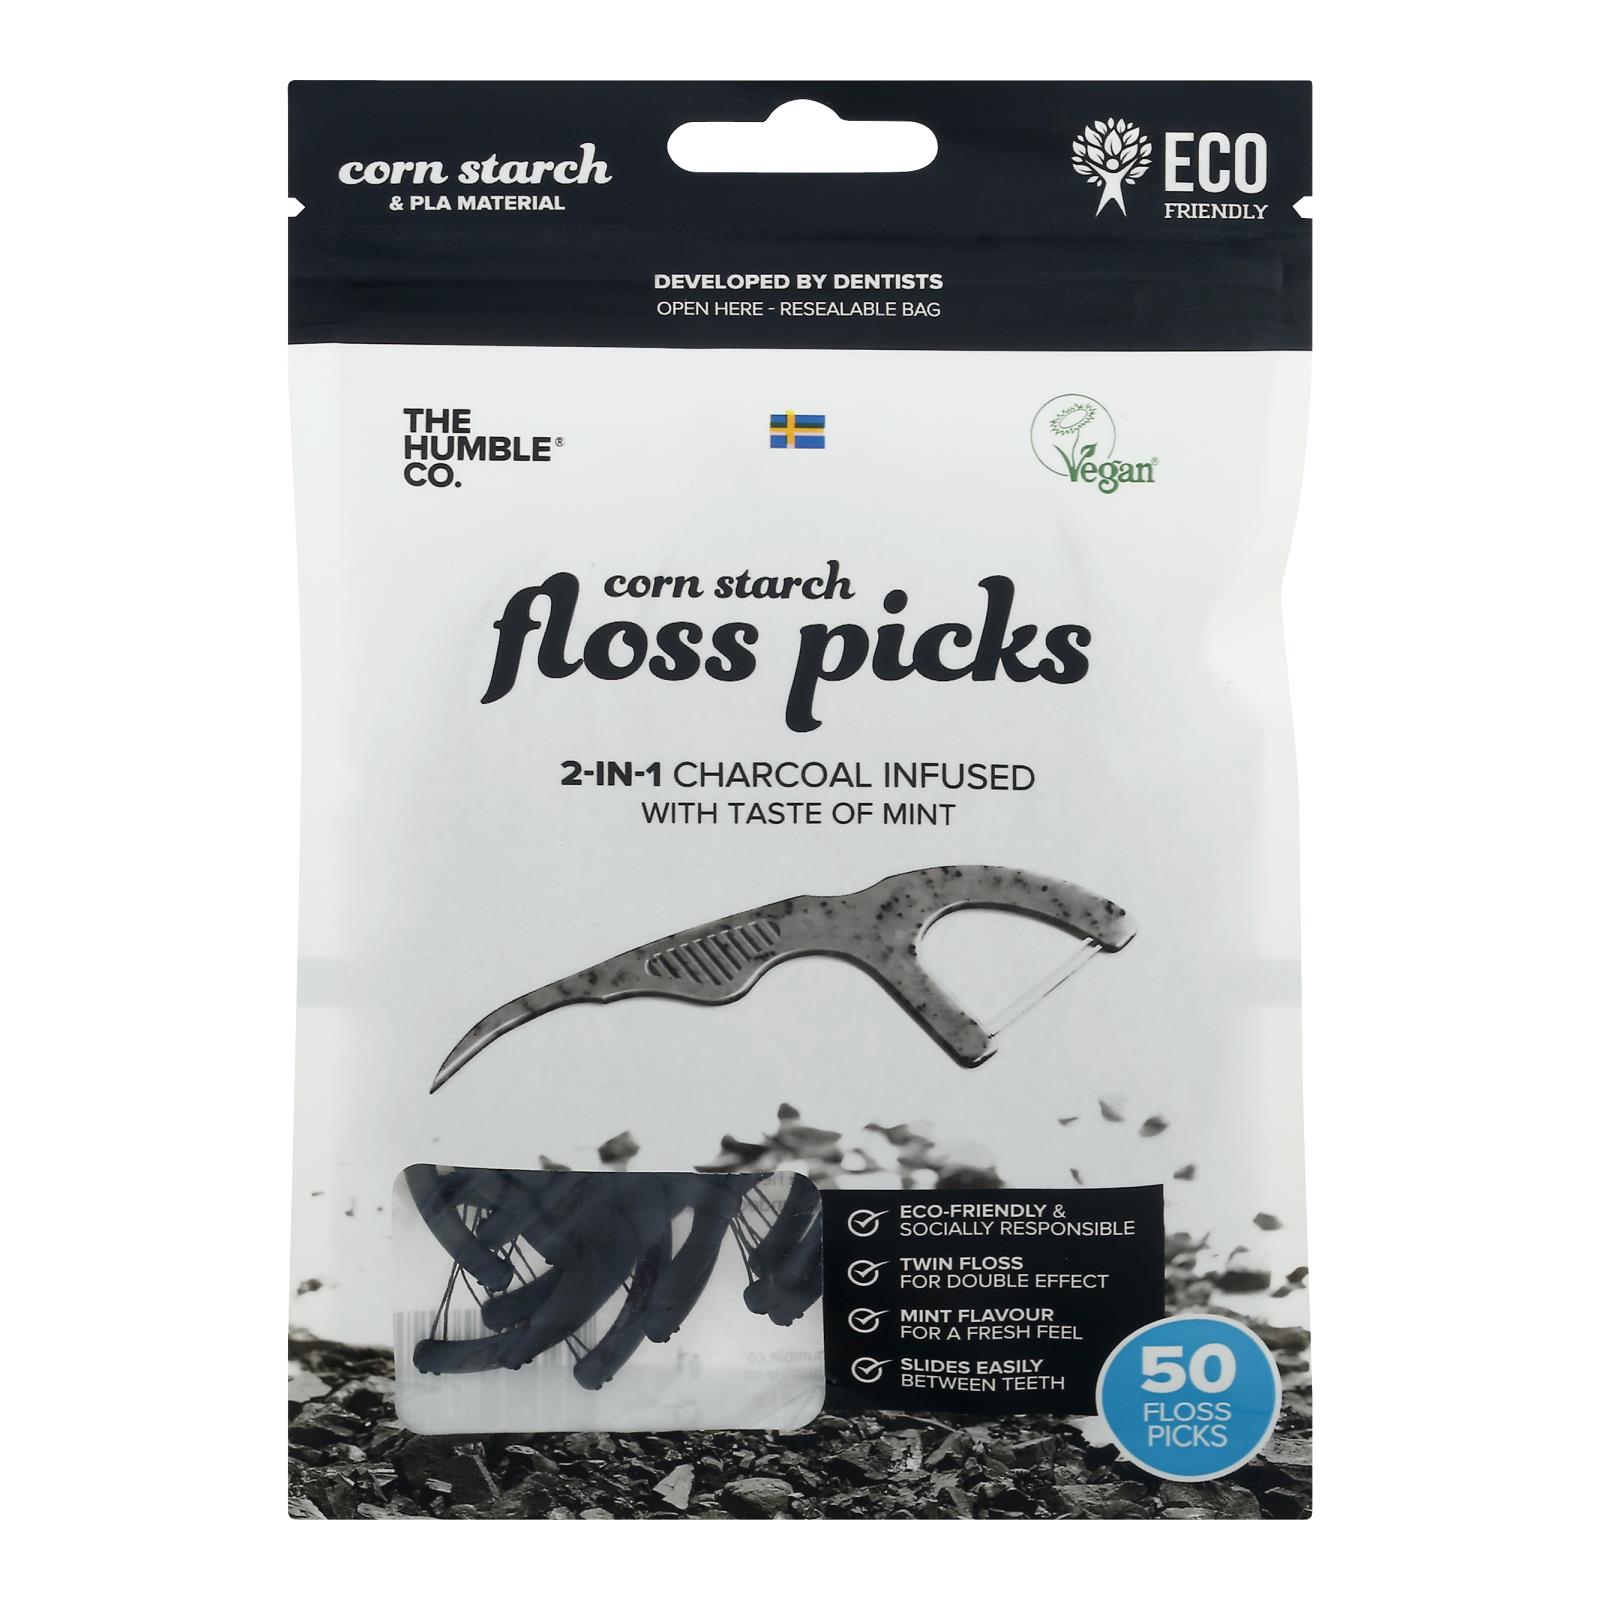 corn starch
& PLA MATERIAL
ECO
FRIENDLY
DEVELOPED BY DENTISTS
OPEN HERE - RESEALABLE BAG
THE
HUMBLE®
CO.
Vegan®
corn starch
floss picks
2-IN-1 CHARCOAL INFUSED
WITH TASTE OF MINT
ECO-FRIENDLY &
SOCIALLY RESPONSIBLE
TWIN FLOSS
FOR DOUBLE EFFECT
MINT FLAVOUR
FOR A FRESH FEEL
SLIDES EASILY
BETWEEN TEETH
50
FLOSS
PICKS